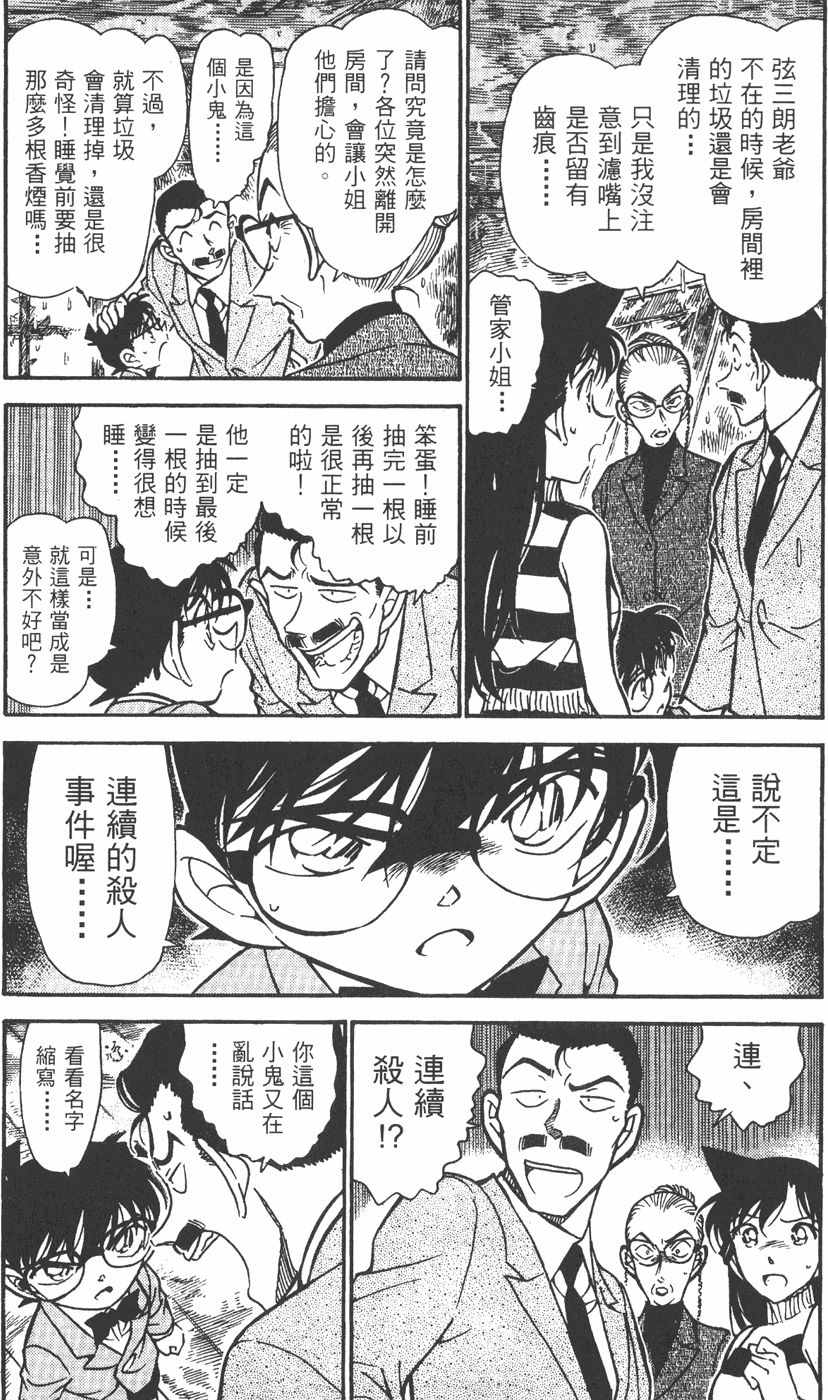 弦三朗老爺
不在的時候，房間裡
的垃圾還是會
清理的…
只是我沒注
意到濾嘴上
是否留有
齒痕……
管家小姐…
請問究竟是怎麼
了？各位突然離開
房間，會讓小姐
他們擔心的。
是因為這
個小鬼……
不過，
就算垃圾
會清理掉，還是很
奇怪！睡覺前要抽
那麼多根香煙嗎…
笨蛋！睡前
抽完一根以
後再抽一根
是很正常
的啦！
他一定
是抽到最後
一根的時候
變得很想
睡……
可是…
就這樣當成是
意外不好吧？
說不定
這是……
連續的殺人
事件喔……
連、
連續
殺人!?
你這個
小鬼又在
亂說話
……
看看名字
縮寫……